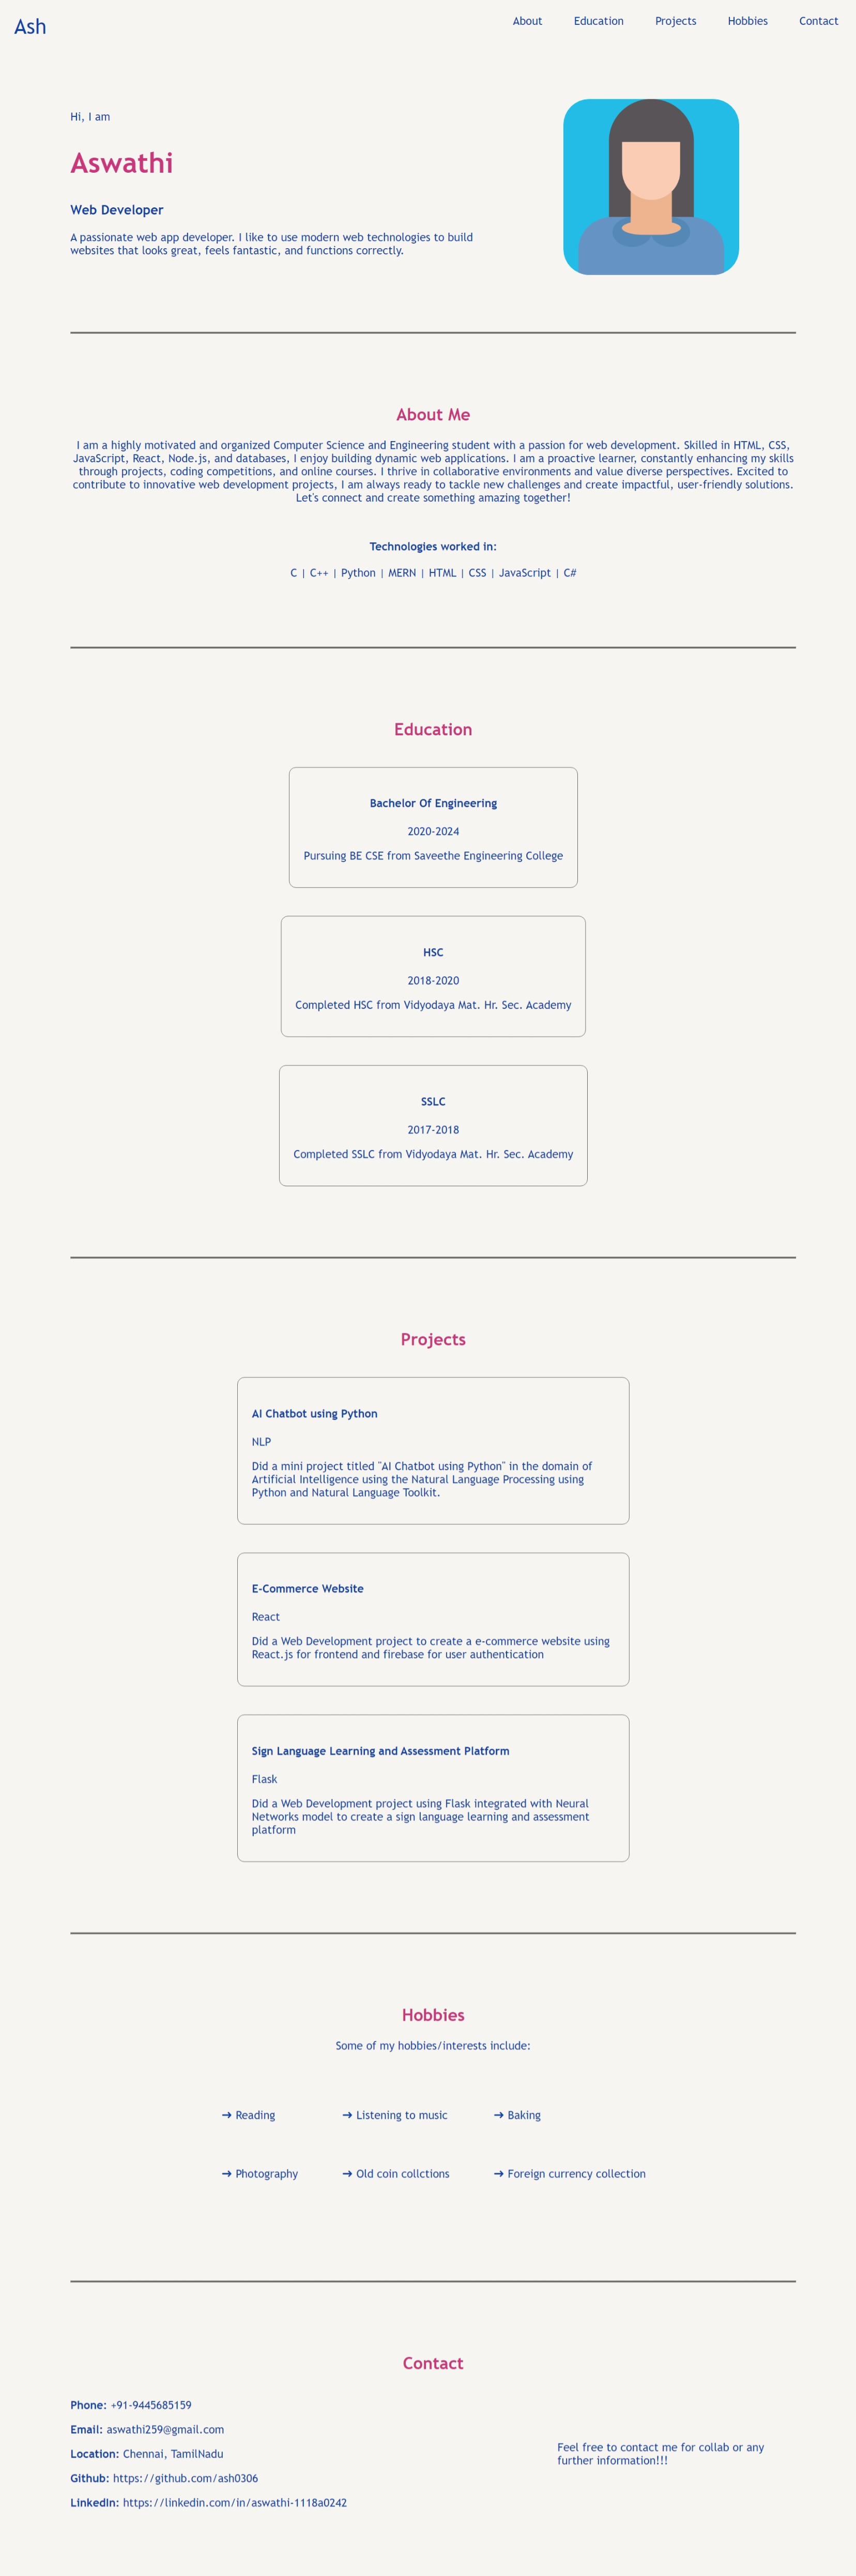 Ash
About Education Projects Hobbies Contact
Hi, I am
Aswathi
Web Developer
A passionate web app developer. I like to use modern web technologies to build
websites that looks great, feels fantastic, and functions correctly.
About Me
I am a highly motivated and organized Computer Science and Engineering student with a passion for web development. Skilled in HTML, CSS,
JavaScript, React, Node.js, and databases, I enjoy building dynamic web applications. I am a proactive learner, constantly enhancing my skills
through projects, coding competitions, and online courses. I thrive in collaborative environments and value diverse perspectives. Excited to
contribute to innovative web development projects, I am always ready to tackle new challenges and create impactful, user-friendly solutions.
Let's connect and create something amazing together!
Technologies worked in:
C | C++ | Python | MERN | HTML | CSS | JavaScript | C#
Education
Bachelor Of Engineering
2020-2024
Pursuing BE CSE from Saveethe Engineering College
HSC
2018-2020
Completed HSC from Vidyodaya Mat. Hr. Sec. Academy
SSLC
2017-2018
Completed SSLC from Vidyodaya Mat. Hr. Sec. Academy
Projects
AI Chatbot using Python
NLP
Did a mini project titled "AI Chatbot using Python" in the domain of
Artificial Intelligence using the Natural Language Processing using
Python and Natural Language Toolkit.
E-Commerce Website
React
Did a Web Development project to create a e-commerce website using
React.js for frontend and firebase for user authentication
Sign Language Learning and Assessment Platform
Flask
Did a Web Development project using Flask integrated with Neural
Networks model to create a sign language learning and assessment
platform
Hobbies
Some of my hobbies/interests include:
→ Reading → Listening to music → Baking
→ Photography → Old coin collctions → Foreign currency collection
Contact
Phone: +91-9445685159
Email: aswathi259@gmail.com
Location: Chennai, TamilNadu
Github: https://github.com/ash0306
LinkedIn: https://linkedin.com/in/aswathi-1118a0242
Feel free to contact me for collab or any
further information!!!